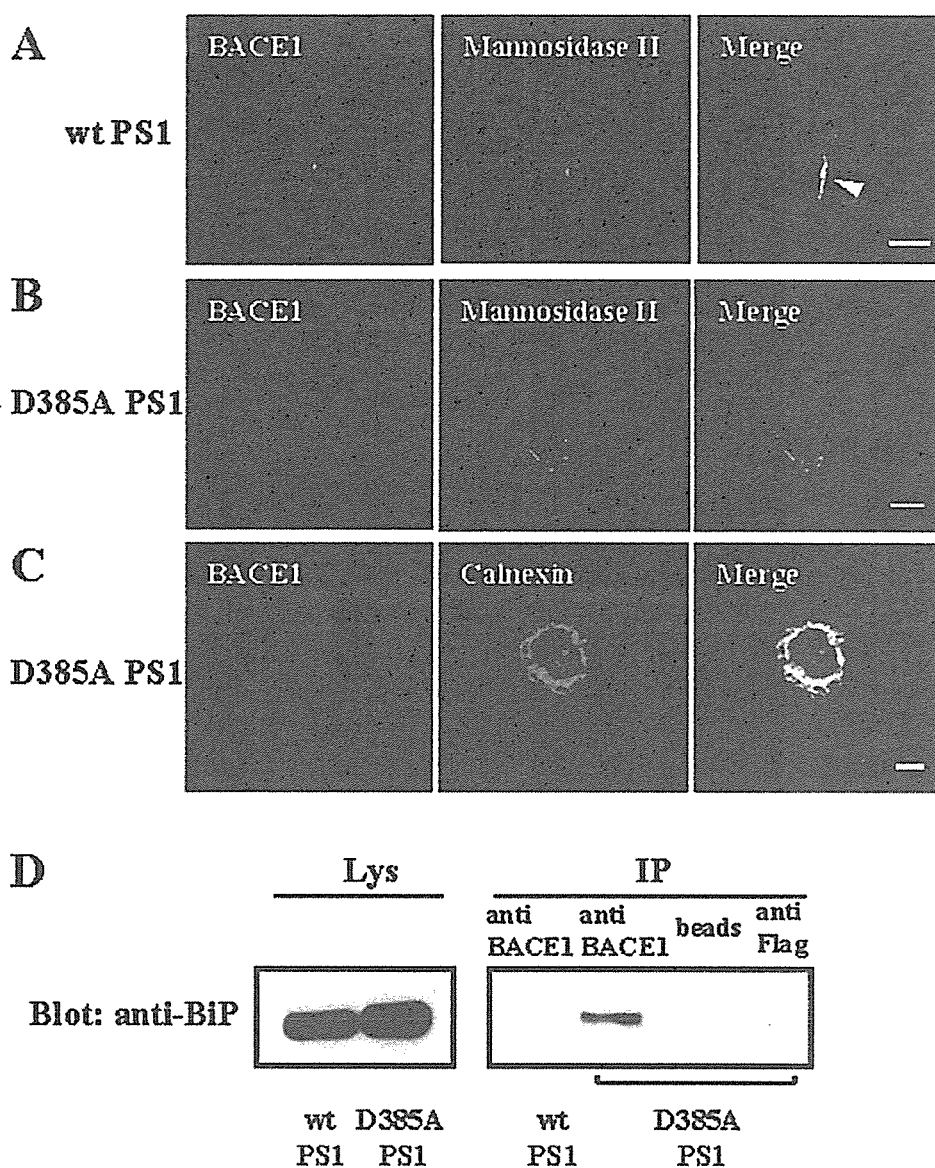 A
BACE1 Mannosidase II Merge
wt PS1
B
BACE1 Mannosidase II Merge
D385A PS1
C
BACE1 Calnexin Merge
D385A PS1
D
Lys IP
anti BACE1 anti BACE1 beads anti Flag
Blot: anti-BiP
wt PS1 D385A PS1 wt PS1 D385A PS1